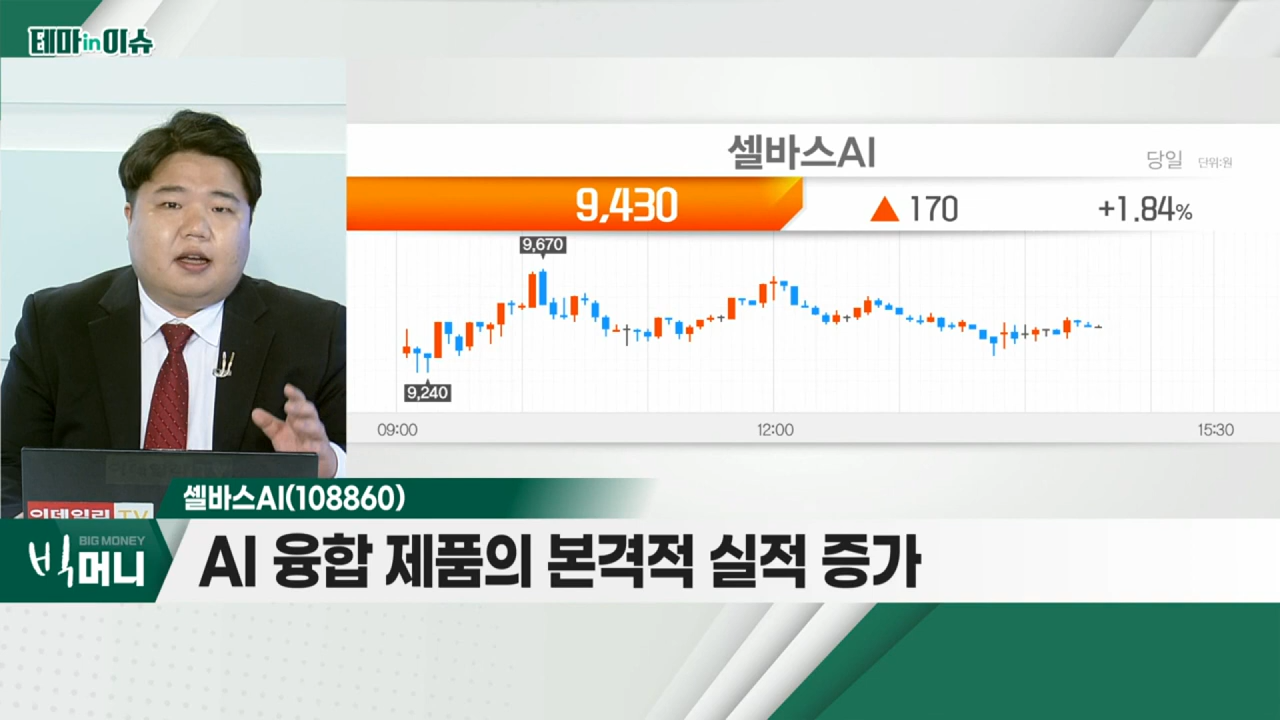 테마in이슈
셀바스AI
당일 단위:원
9,430 ▲ 170 +1.84%
9,670
9,240
09:00 12:00 15:30
이데일리 TV
셀바스AI(108860)
BIG MONEY
빅머니
AI 융합 제품의 본격적 실적 증가